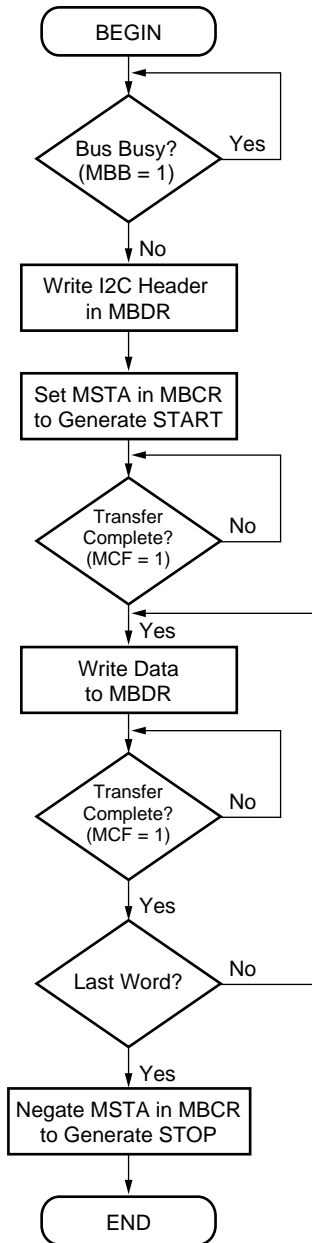 BEGIN
Bus Busy?
(MBB = 1)
Yes
No
Write I2C Header
in MBDR
Set MSTA in MBCR
to Generate START
Transfer
Complete?
(MCF = 1)
No
Yes
Write Data
to MBDR
Transfer
Complete?
(MCF = 1)
No
Yes
Last Word?
No
Yes
Negate MSTA in MBCR
to Generate STOP
END